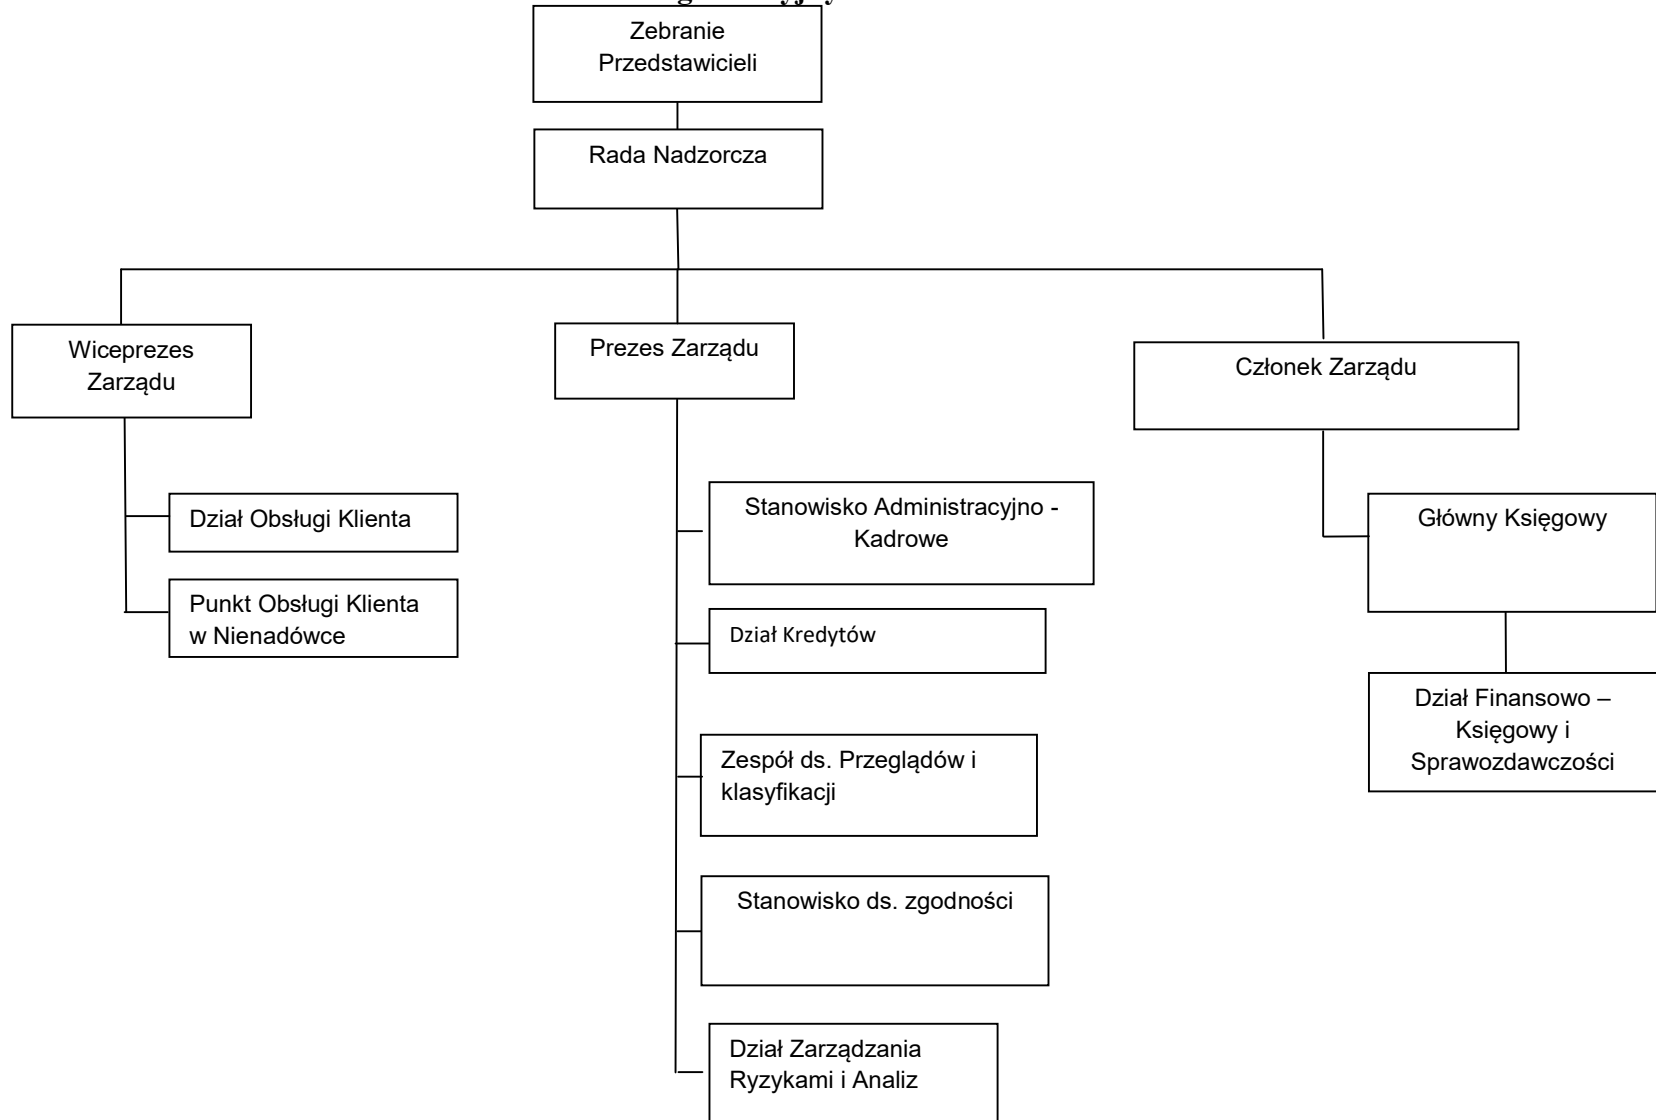 Zebranie
Przedstawicieli
Rada Nadzorcza
Wiceprezes
Zarządu
Prezes Zarządu
Członek Zarządu
Dział Obsługi Klienta
Punkt Obsługi Klienta
w Nienadówce
Stanowisko Administracyjno -
Kadrowe
Dział Kredytów
Zespół ds. Przeglądów i
klasyfikacji
Stanowisko ds. zgodności
Dział Zarządzania
Ryzykami i Analiz
Główny Księgowy
Dział Finansowo –
Księgowy i
Sprawozdawczości